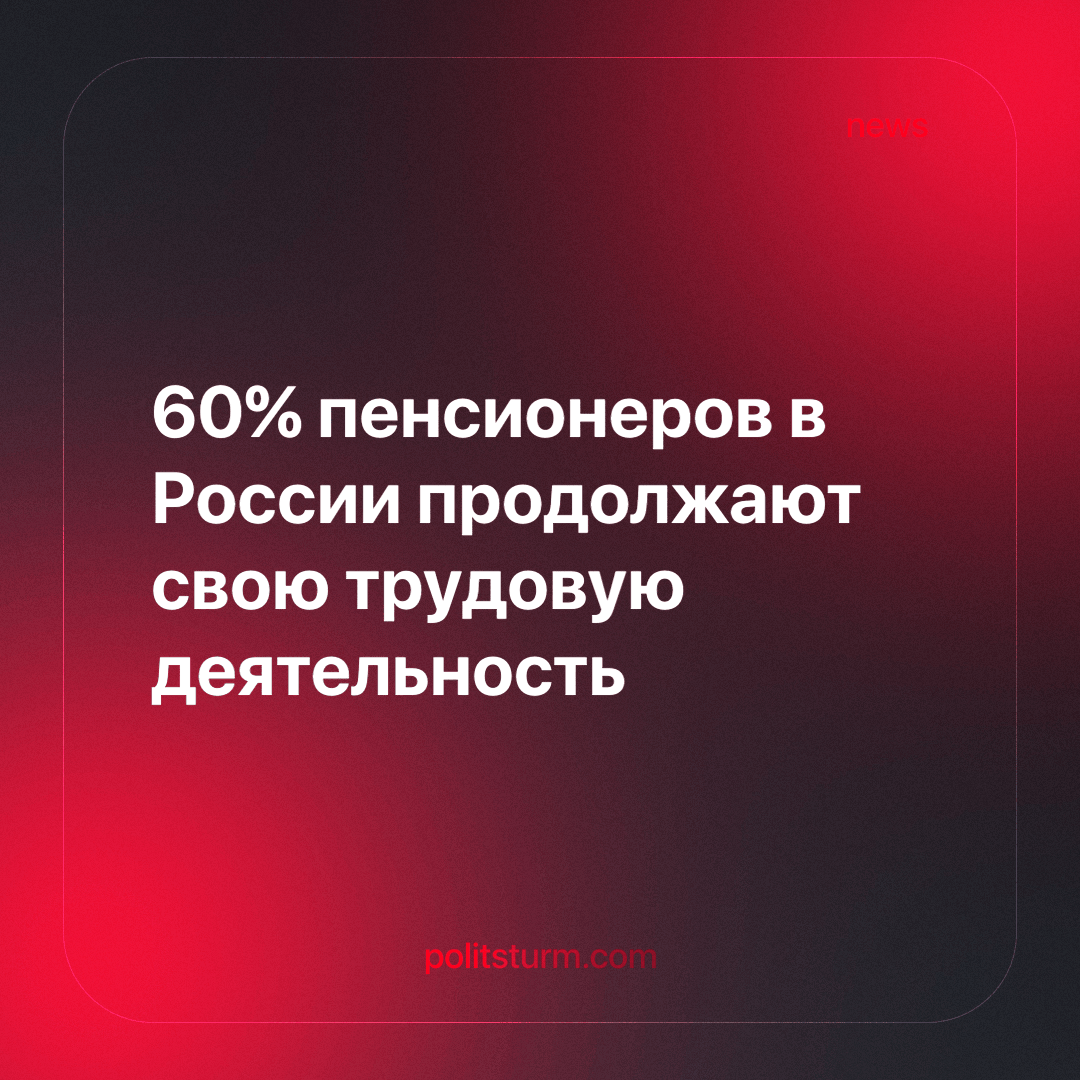 news
60% пенсионеров в
России продолжают
свою трудовую
деятельность
politsturm.com